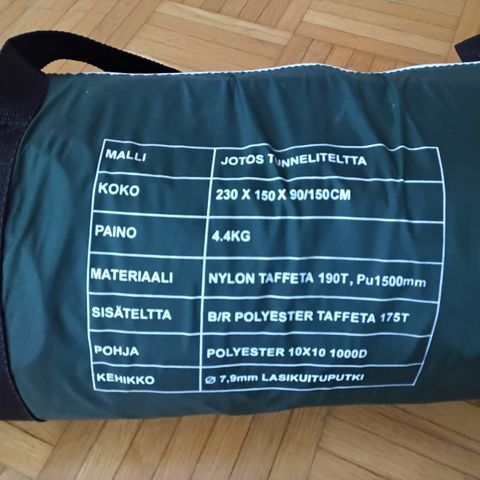 MALLI JOTOS TUNNELITELTTA
KOKO 230 X 150 X 90/150CM
PAINO 4.4KG
MATERIAALI NYLON TAFFETA 190T, Pu1500mm
SISÄTELTTA B/R POLYESTER TAFFETA 175T
POHJA POLYESTER 10X10 1000D
KEHIKKO Ø 7,9mm LASIKUITUPUTKI